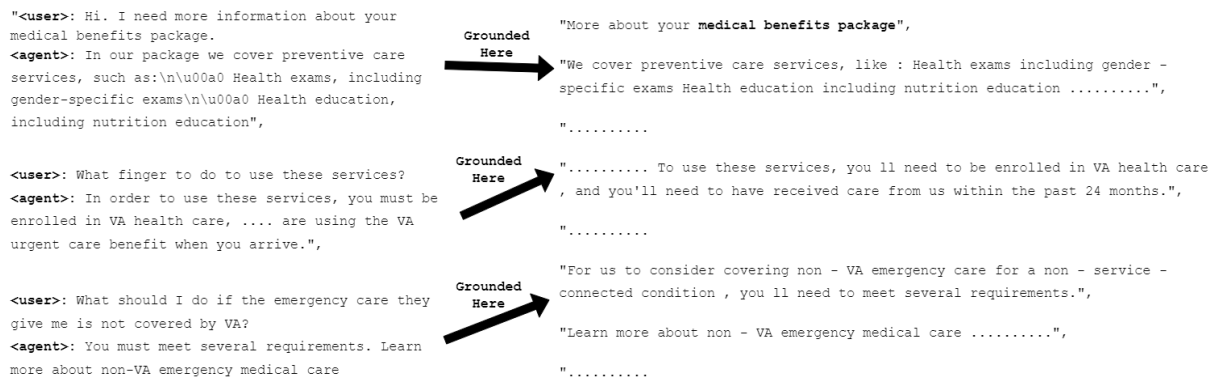 "<user>: Hi. I need more information about your
medical benefits package.
<agent>: In our package we cover preventive care
services, such as:\n\u00a0 Health exams, including
gender-specific exams\n\u00a0 Health education,
including nutrition education",
<user>: What finger to do to use these services?
<agent>: In order to use these services, you must be
enrolled in VA health care, .... are using the VA
urgent care benefit when you arrive.",
<user>: What should I do if the emergency care they
give me is not covered by VA?
<agent>: You must meet several requirements. Learn
more about non-VA emergency medical care
Grounded
Here
Grounded
Here
Grounded
Here
"More about your medical benefits package",
"We cover preventive care services, like : Health exams including gender -
specific exams Health education including nutrition education ..........",
"..........
".......... To use these services, you ll need to be enrolled in VA health care
, and you'll need to have received care from us within the past 24 months.",
"..........
"For us to consider covering non - VA emergency care for a non - service -
connected condition , you ll need to meet several requirements.",
"Learn more about non - VA emergency medical care ..........",
"..........